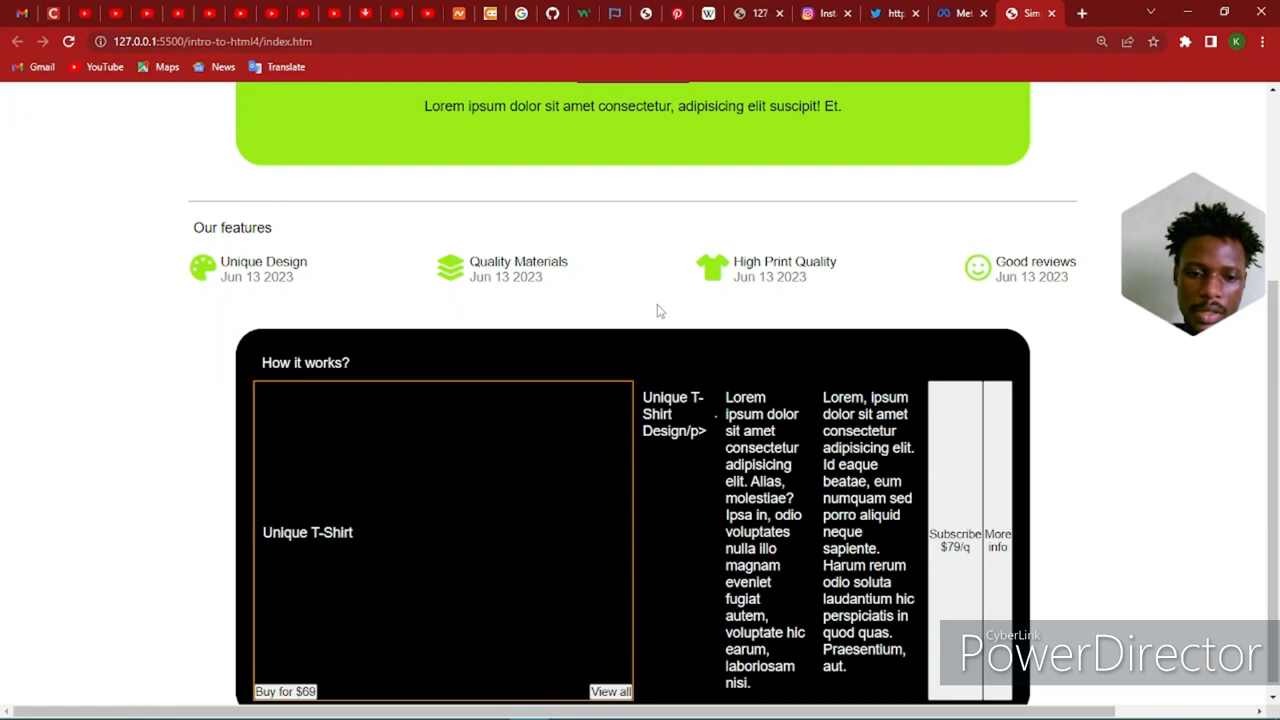 127
Inst
http
Met
Sim
127.0.0.1:5500/intro-to-html4/index.htm
K
Gmail
YouTube
Maps
News
Translate
Lorem ipsum dolor sit amet consectetur, adipisicing elit suscipit! Et.
Our features
Unique Design
Jun 13 2023
Quality Materials
Jun 13 2023
High Print Quality
Jun 13 2023
Good reviews
Jun 13 2023
How it works?
Unique T-Shirt
Buy for $69
View all
Unique T-
Shirt
Design/p>
Lorem
ipsum dolor
sit amet
consectetur
adipisicing
elit. Alias,
molestiae?
Ipsa in, odio
voluptates
nulla illo
magnam
eveniet
fugiat
autem,
voluptate hic
earum,
laboriosam
nisi.
Lorem, ipsum
dolor sit amet
consectetur
adipisicing elit.
Id eaque
beatae, eum
numquam sed
porro aliquid
neque
sapiente.
Harum rerum
odio soluta
laudantium hic
perspiciatis in
quod quas.
Praesentium,
aut.
Subscribe
$79/q
More
info
CyberLink
PowerDirector